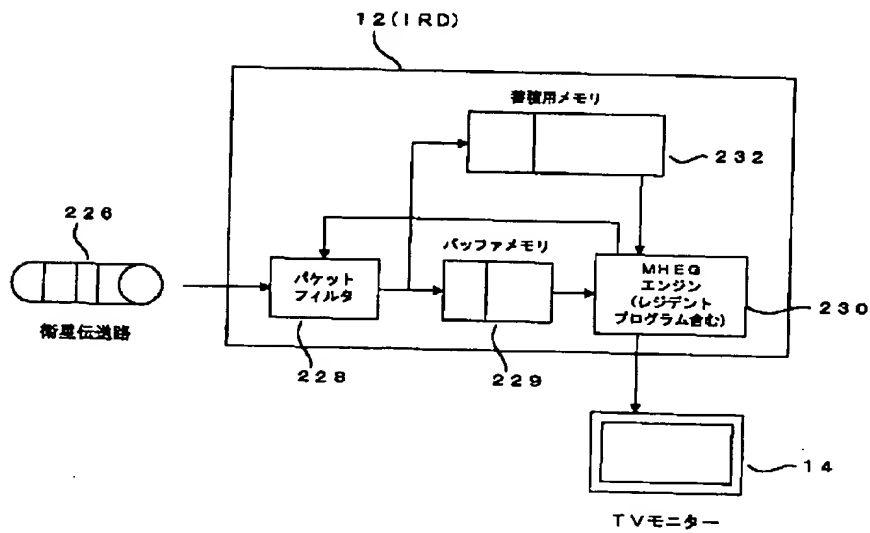 12(IRD)
蓄積用メモリ
232
226
バッファメモリ
パケット
フィルタ
MHEG
エンジン
(レジデント
プログラム含む)
230
衛星伝送路
228
229
14
TVモニター